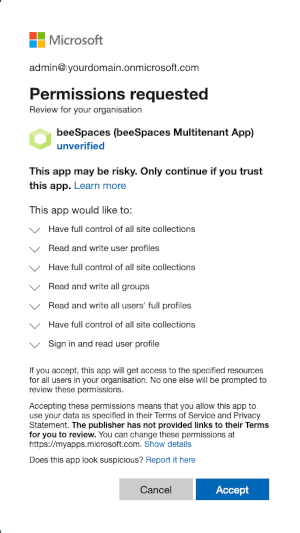 Microsoft
admin@yourdomain.onmicrosoft.com
Permissions requested
Review for your organisation
beeSpaces (beeSpaces Multitenant App)
unverified
This app may be risky. Only continue if you trust
this app. Learn more
This app would like to:
Have full control of all site collections
Read and write user profiles
Have full control of all site collections
Read and write all groups
Read and write all users' full profiles
Have full control of all site collections
Sign in and read user profile
If you accept, this app will get access to the specified resources
for all users in your organisation. No one else will be prompted to
review these permissions.
Accepting these permissions means that you allow this app to
use your data as specified in their Terms of Service and Privacy
Statement. The publisher has not provided links to their Terms
for you to review. You can change these permissions at
https://myapps.microsoft.com. Show details
Does this app look suspicious? Report it here
Cancel
Accept